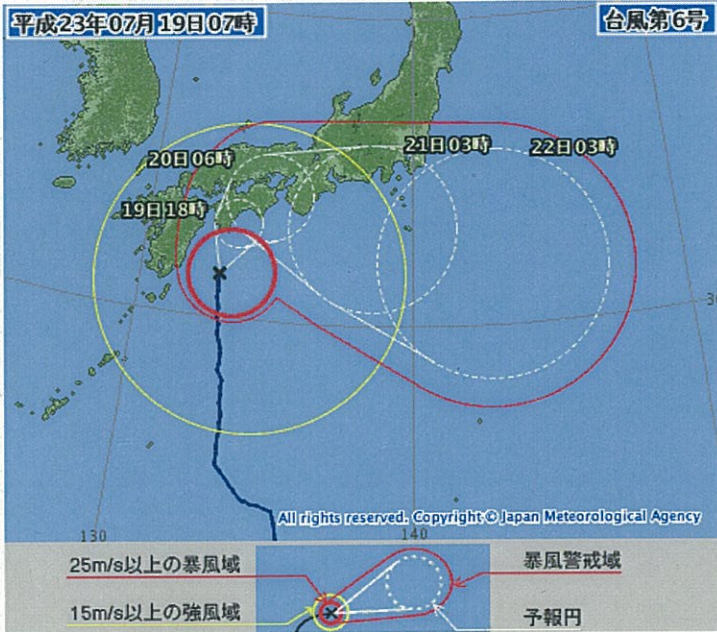 平成23年07月19日07時
台風第6号
20日06時
21日03時
22日03時
19日18時
All rights reserved. Copyright © Japan Meteorological Agency
130
140
25m/s以上の暴風域
暴風警戒域
15m/s以上の強風域
予報円